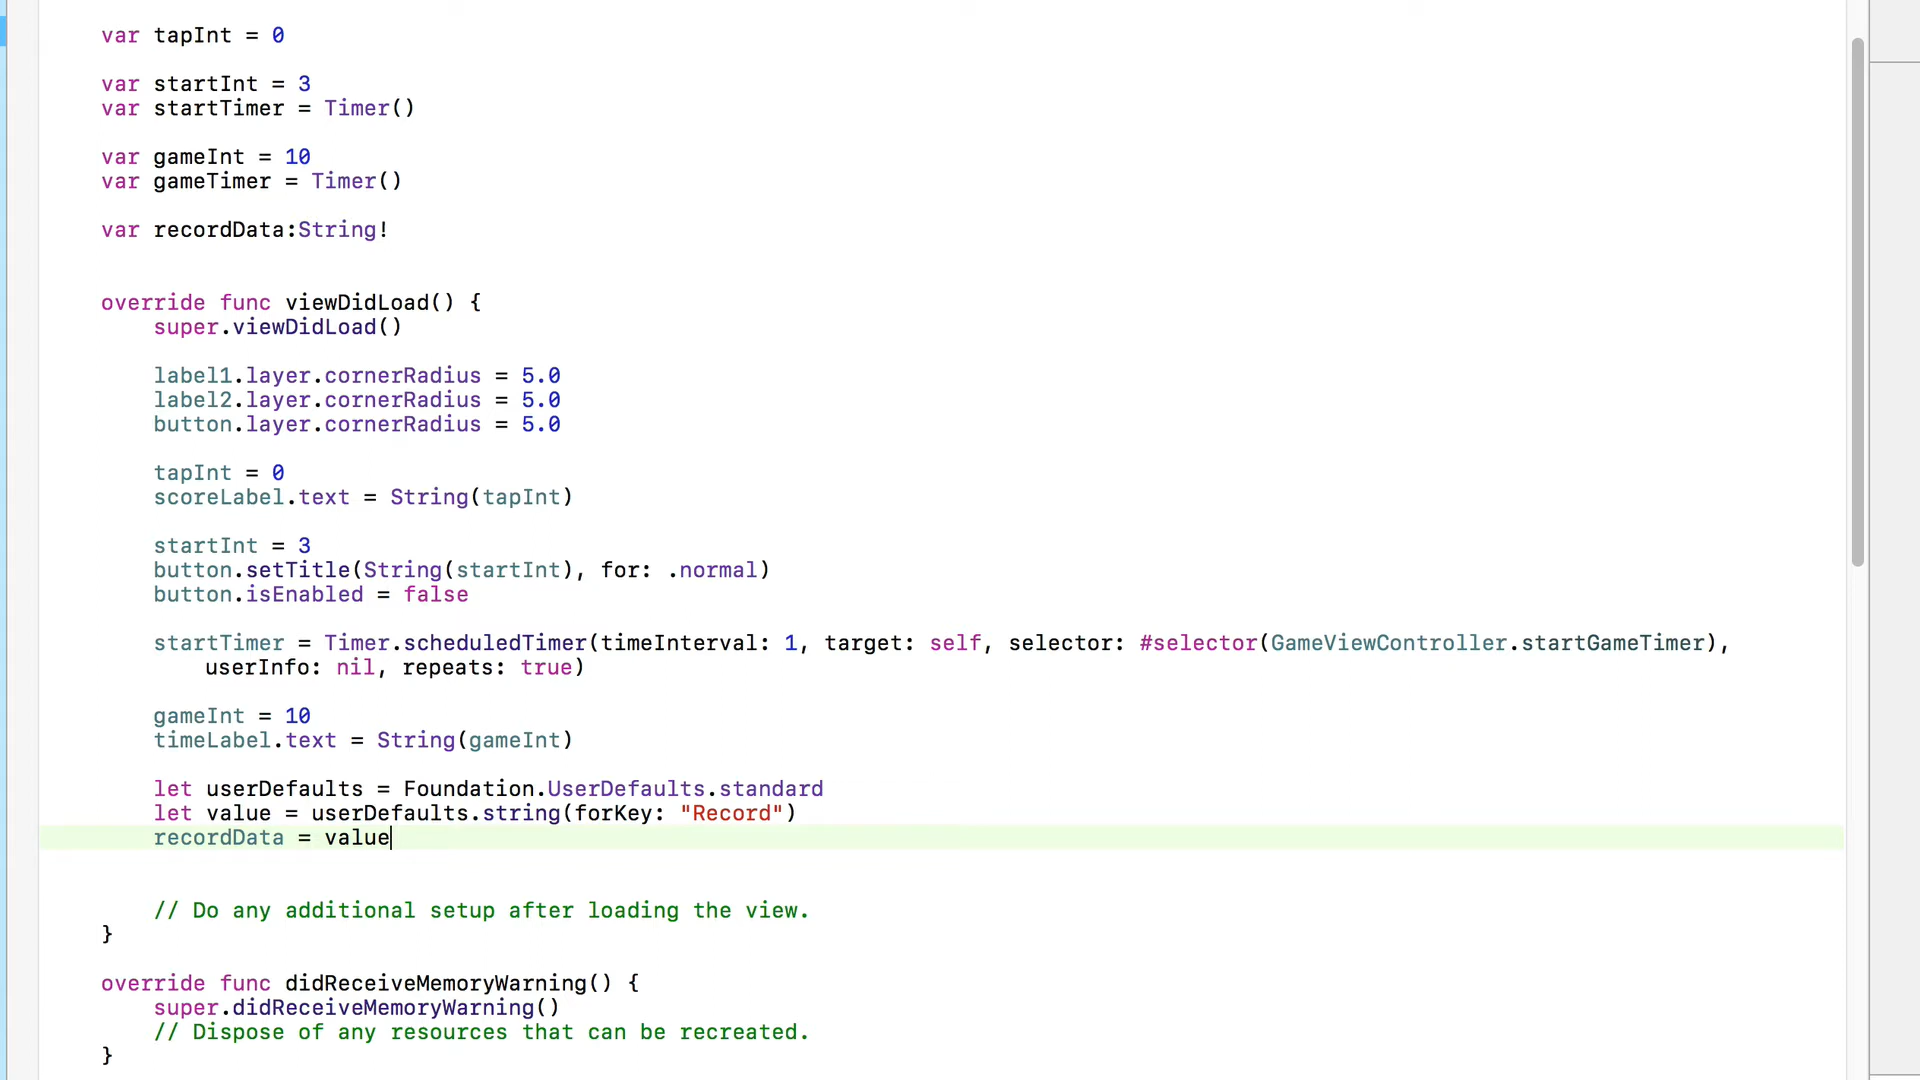 var tapInt = 0
var startInt = 3
var startTimer = Timer()
var gameInt = 10
var gameTimer = Timer()
var recordData:String!
override func viewDidLoad() {
super.viewDidLoad()
label1.layer.cornerRadius = 5.0
label2.layer.cornerRadius = 5.0
button.layer.cornerRadius = 5.0
tapInt = 0
scoreLabel.text = String(tapInt)
startInt = 3
button.setTitle(String(startInt), for: .normal)
button.isEnabled = false
startTimer = Timer.scheduledTimer(timeInterval: 1, target: self, selector: #selector(GameViewController.startGameTimer),
userInfo: nil, repeats: true)
gameInt = 10
timeLabel.text = String(gameInt)
let userDefaults = Foundation.UserDefaults.standard
let value = userDefaults.string(forKey: "Record")
recordData = value
// Do any additional setup after loading the view.
}
override func didReceiveMemoryWarning() {
super.didReceiveMemoryWarning()
// Dispose of any resources that can be recreated.
}